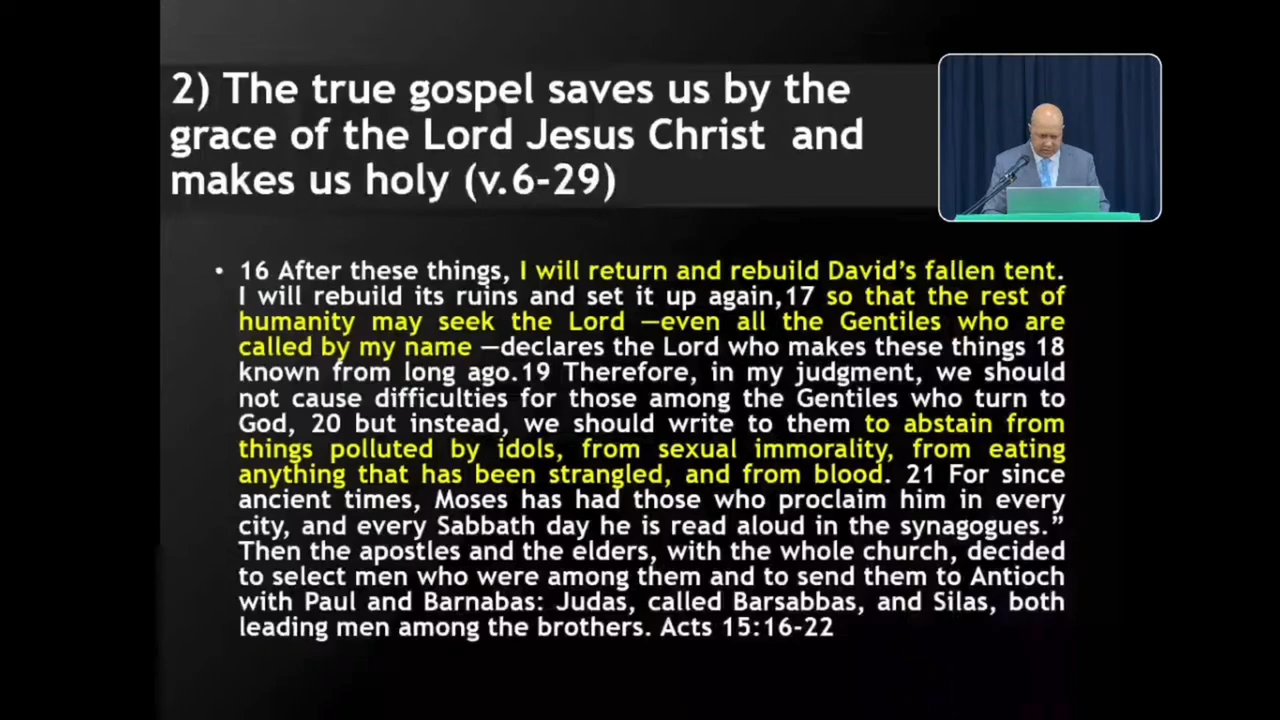 2) The true gospel saves us by the
grace of the Lord Jesus Christ and
makes us holy (v.6-29)
• 16 After these things, I will return and rebuild David’s fallen tent.
I will rebuild its ruins and set it up again,17 so that the rest of
humanity may seek the Lord —even all the Gentiles who are
called by my name —declares the Lord who makes these things 18
known from long ago.19 Therefore, in my judgment, we should
not cause difficulties for those among the Gentiles who turn to
God, 20 but instead, we should write to them to abstain from
things polluted by idols, from sexual immorality, from eating
anything that has been strangled, and from blood. 21 For since
ancient times, Moses has had those who proclaim him in every
city, and every Sabbath day he is read aloud in the synagogues.”
Then the apostles and the elders, with the whole church, decided
to select men who were among them and to send them to Antioch
with Paul and Barnabas: Judas, called Barsabbas, and Silas, both
leading men among the brothers. Acts 15:16-22